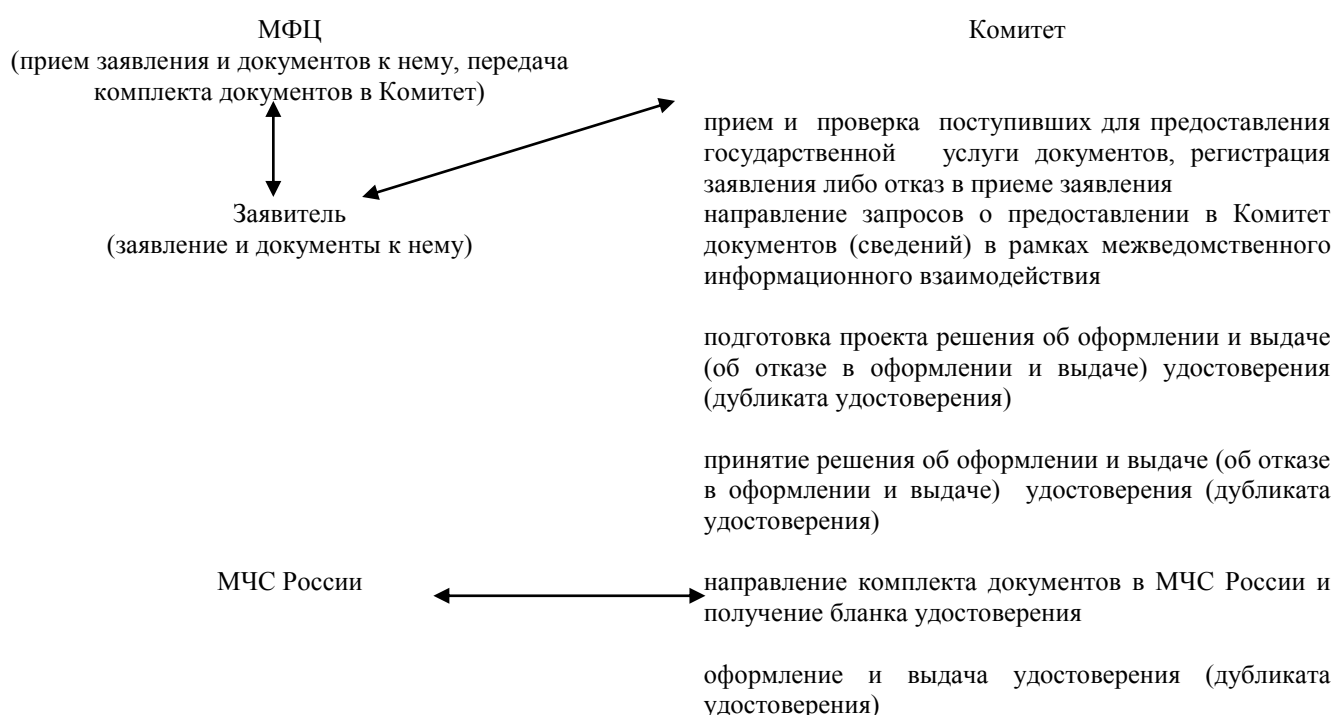 МФЦ
(прием заявления и документов к нему, передача
комплекта документов в Комитет)
Заявитель
(заявление и документы к нему)
МЧС России
Комитет
прием и проверка поступивших для предоставления
государственной услуги документов, регистрация
заявления либо отказ в приеме заявления
направление запросов о предоставлении в Комитет
документов (сведений) в рамках межведомственного
информационного взаимодействия
подготовка проекта решения об оформлении и выдаче
(об отказе в оформлении и выдаче) удостоверения
(дубликата удостоверения)
принятие решения об оформлении и выдаче (об отказе
в оформлении и выдаче) удостоверения (дубликата
удостоверения)
направление комплекта документов в МЧС России и
получение бланка удостоверения
оформление и выдача удостоверения (дубликата
удостоверения)